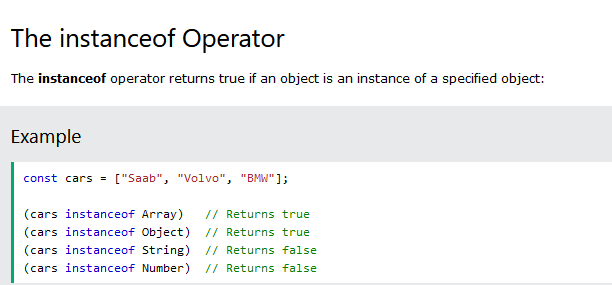 The instanceof Operator
The instanceof operator returns true if an object is an instance of a specified object:
Example
const cars = ["Saab", "Volvo", "BMW"];
(cars instanceof Array)   // Returns true
(cars instanceof Object)  // Returns true
(cars instanceof String)  // Returns false
(cars instanceof Number)  // Returns false